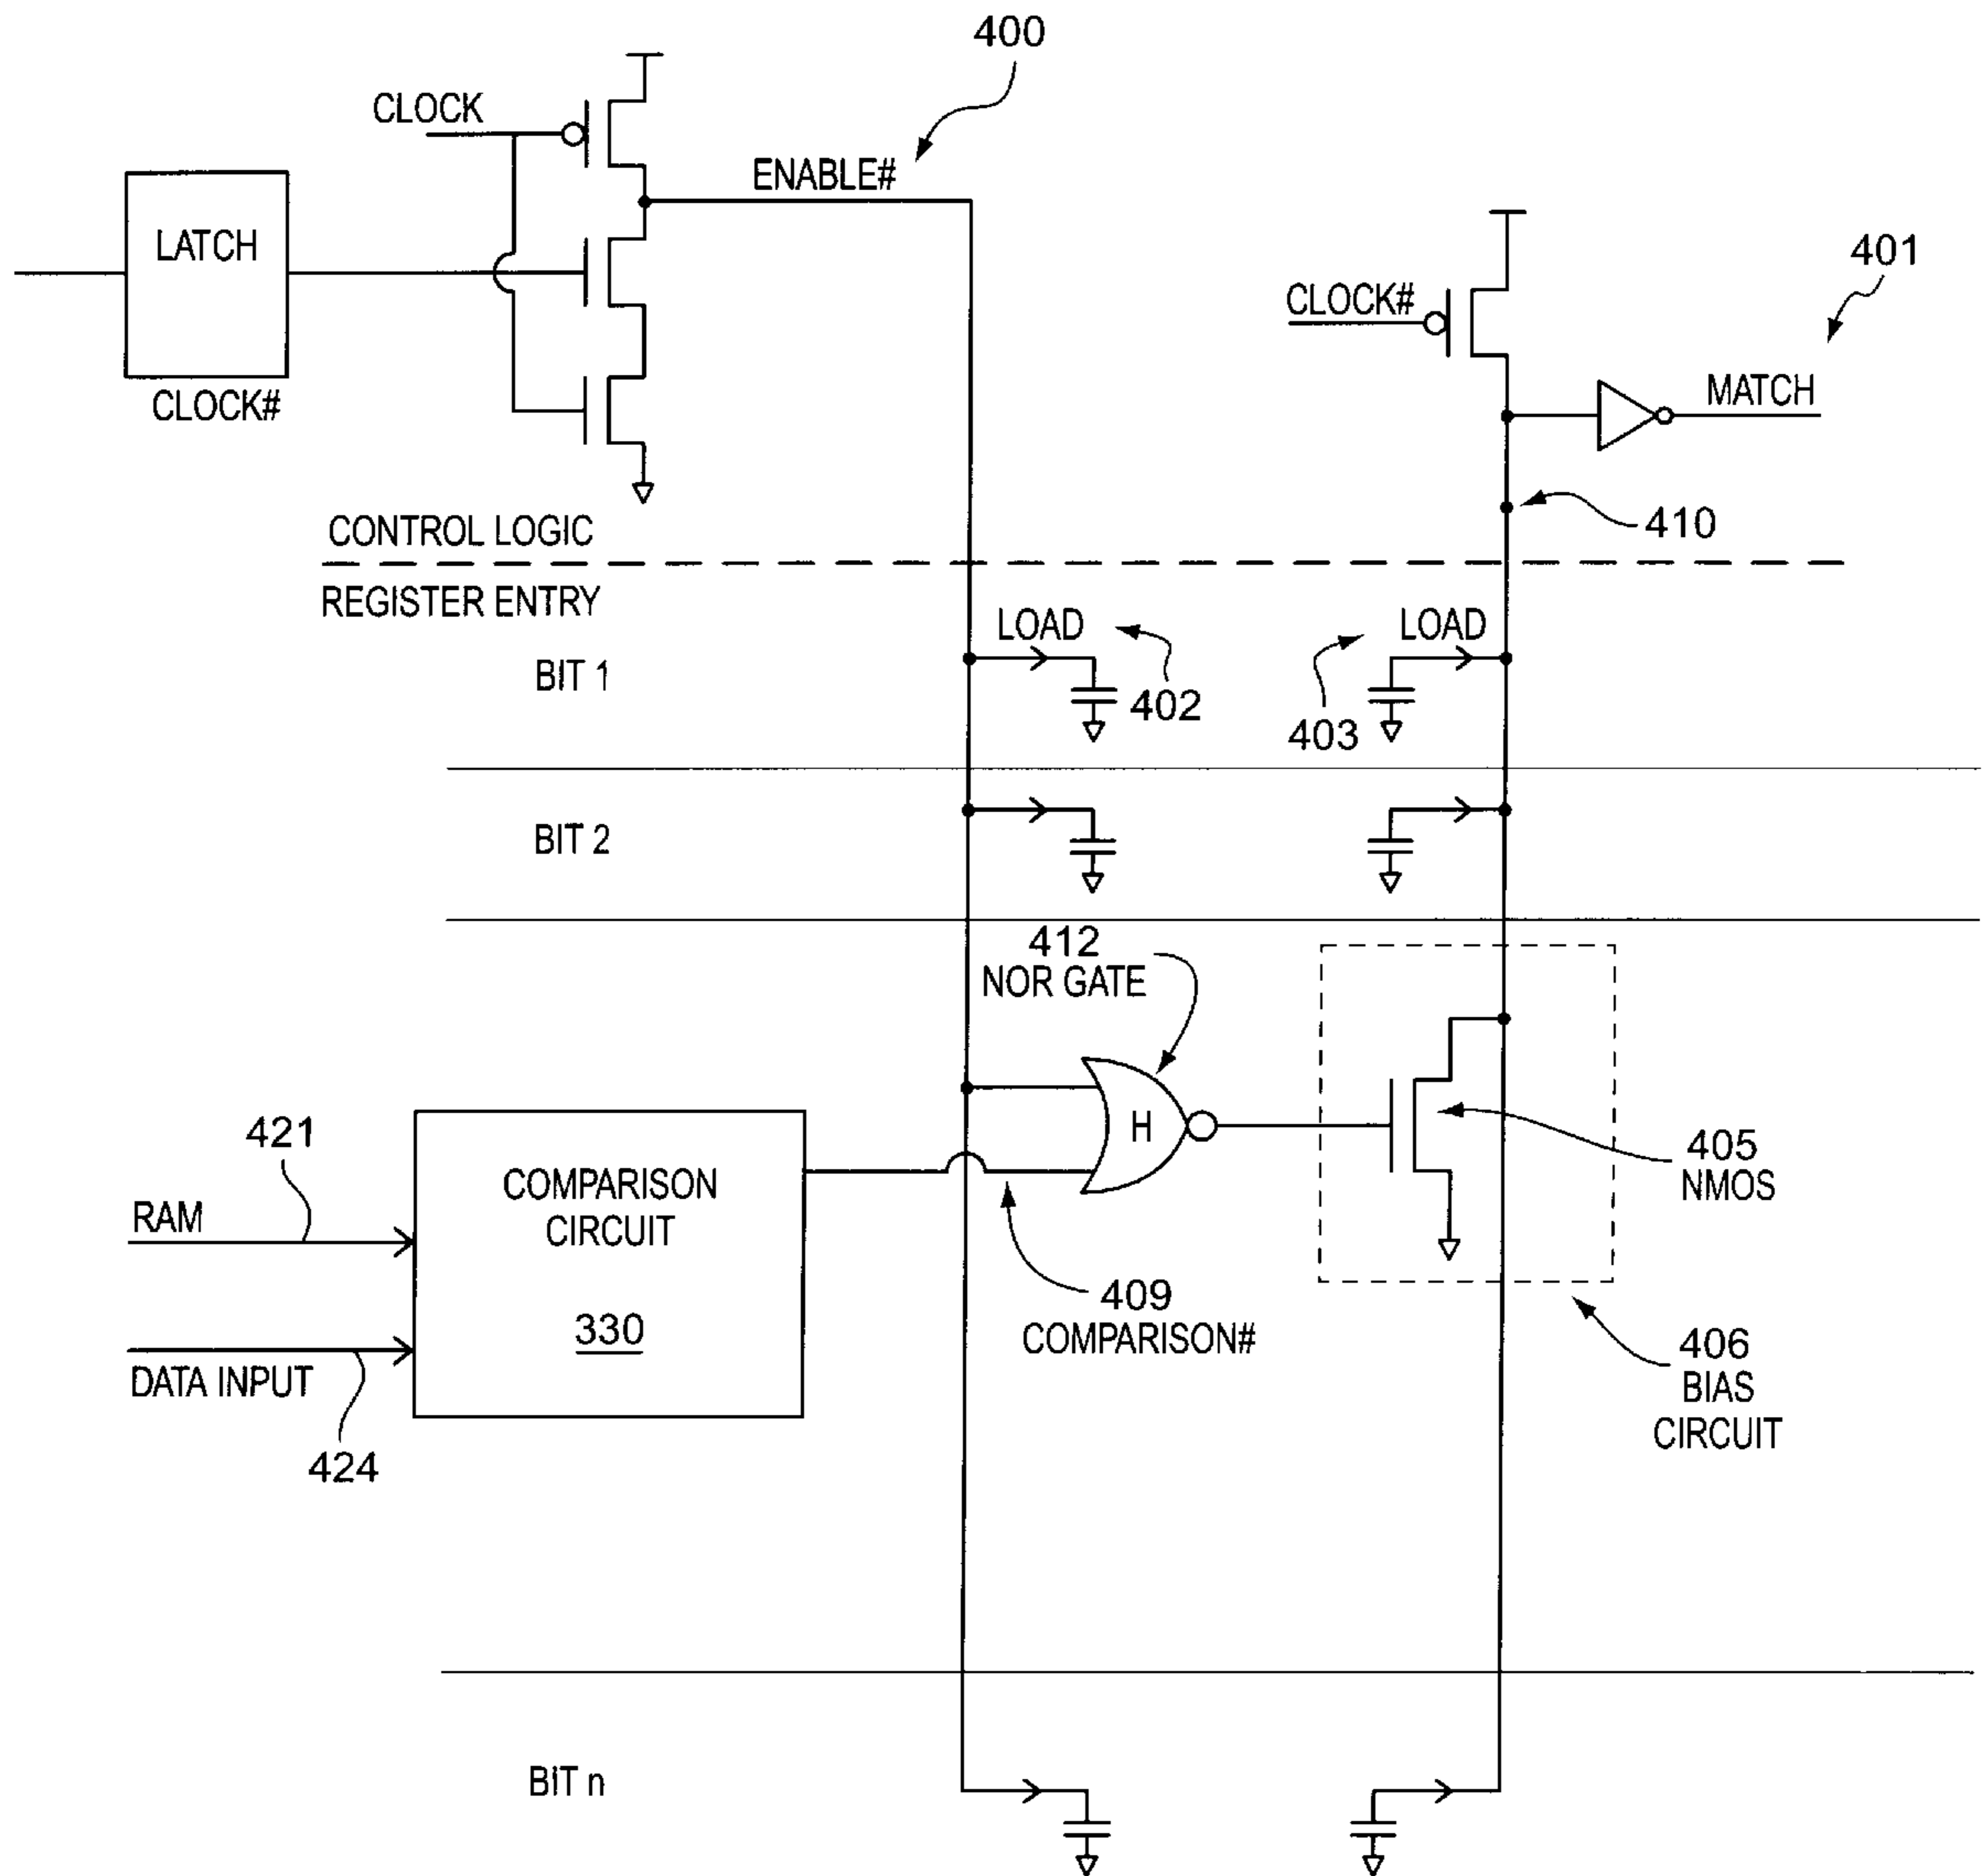 400
CLOCK
ENABLE#
LATCH
CLOCK#
CLOCK#
401
MATCH
410
CONTROL LOGIC
REGISTER ENTRY
LOAD
LOAD
BIT 1
402
403
BIT 2
412
NOR GATE
H
421
RAM
COMPARISON
CIRCUIT
330
405
NMOS
409
COMPARISON#
DATA INPUT
424
406
BIAS
CIRCUIT
BIT n